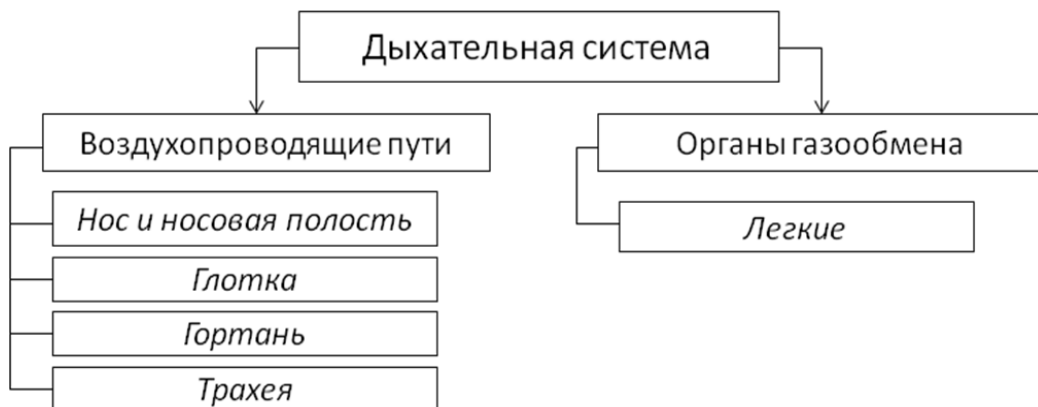 Дыхательная система
Воздухопроводящие пути
Нос и носовая полость
Глотка
Гортань
Трахея
Органы газообмена
Легкие